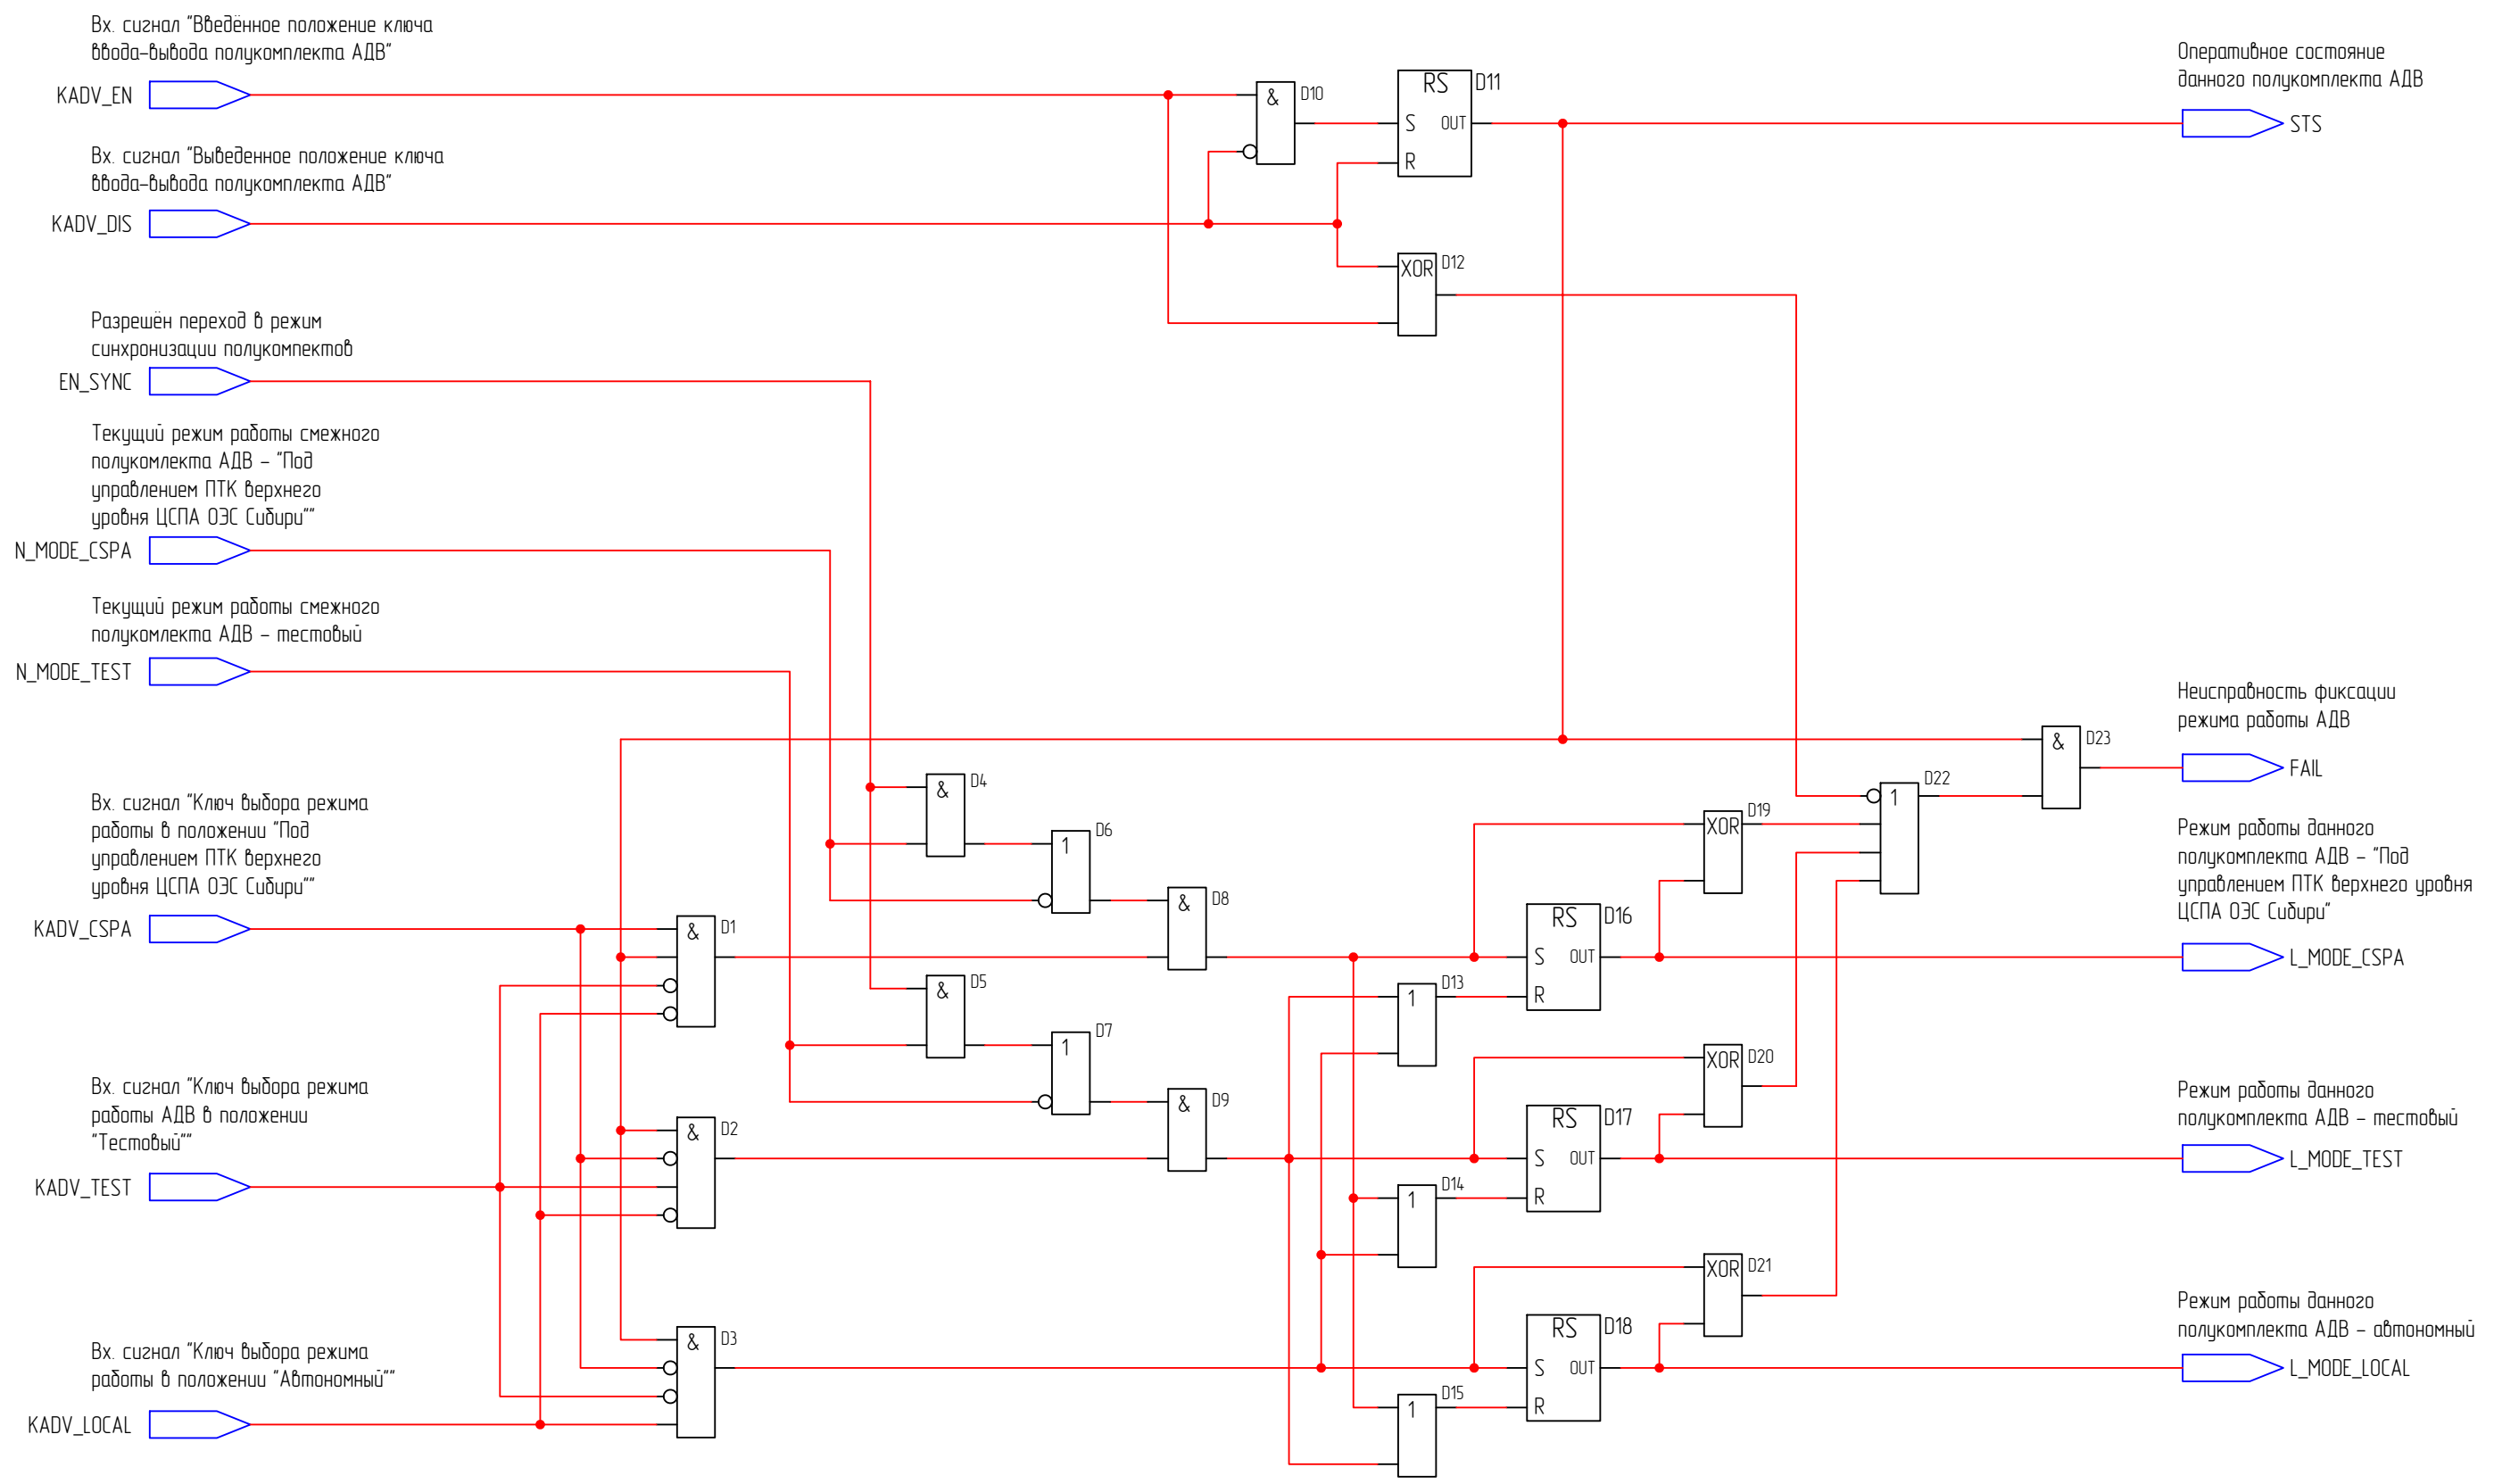 Вх. сигнал "Введённое положение ключа
ввода-вывода полукомплекта АДВ"
KADV_EN
Вх. сигнал "Выведенное положение ключа
ввода-вывода полукомплекта АДВ"
KADV_DIS
Разрешён переход в режим
синхронизации полукомпектов
EN_SYNC
Текущий режим работы смежного
полукомлекта АДВ - "Под
управлением ПТК верхнего
уровня ЦСПА ОЭС Сибири""
N_MODE_CSPA
Текущий режим работы смежного
полукомлекта АДВ - тестовый
N_MODE_TEST
Вх. сигнал "Ключ выбора режима
работы в положении "Под
управлением ПТК верхнего
уровня ЦСПА ОЭС Сибири""
KADV_CSPA
Вх. сигнал "Ключ выбора режима
работы АДВ в положении
"Тестовый""
KADV_TEST
Вх. сигнал "Ключ выбора режима
работы в положении "Автономный""
KADV_LOCAL
& D1
& D2
& D3
& D4
& D5
1 D6
1 D7
& D8
& D9
& D10
RS D11
S OUT
R
XOR D12
1 D13
1 D14
1 D15
RS D16
S OUT
R
RS D17
S OUT
R
RS D18
S OUT
R
XOR D19
XOR D20
XOR D21
1 D22
& D23
Оперативное состояние
данного полукомплекта АДВ
STS
Неисправность фиксации
режима работы АДВ
FAIL
Режим работы данного
полукомплекта АДВ - "Под
управлением ПТК верхнего уровня
ЦСПА ОЭС Сибири"
L_MODE_CSPA
Режим работы данного
полукомплекта АДВ - тестовый
L_MODE_TEST
Режим работы данного
полукомплекта АДВ - автономный
L_MODE_LOCAL